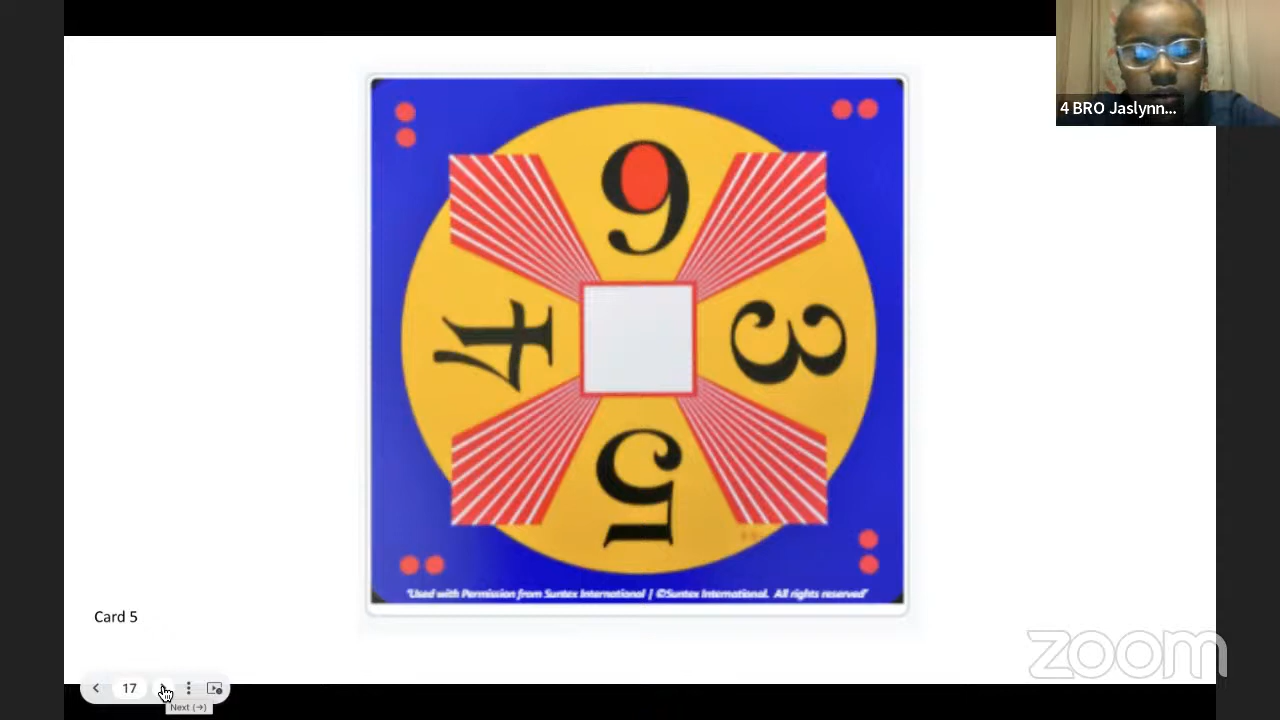 4 BRO Jaslynn...
9
4
3
5
'Used with Permission from Suntex International | ©Suntex International. All rights reserved'
Card 5
zoom
17
Next (→)